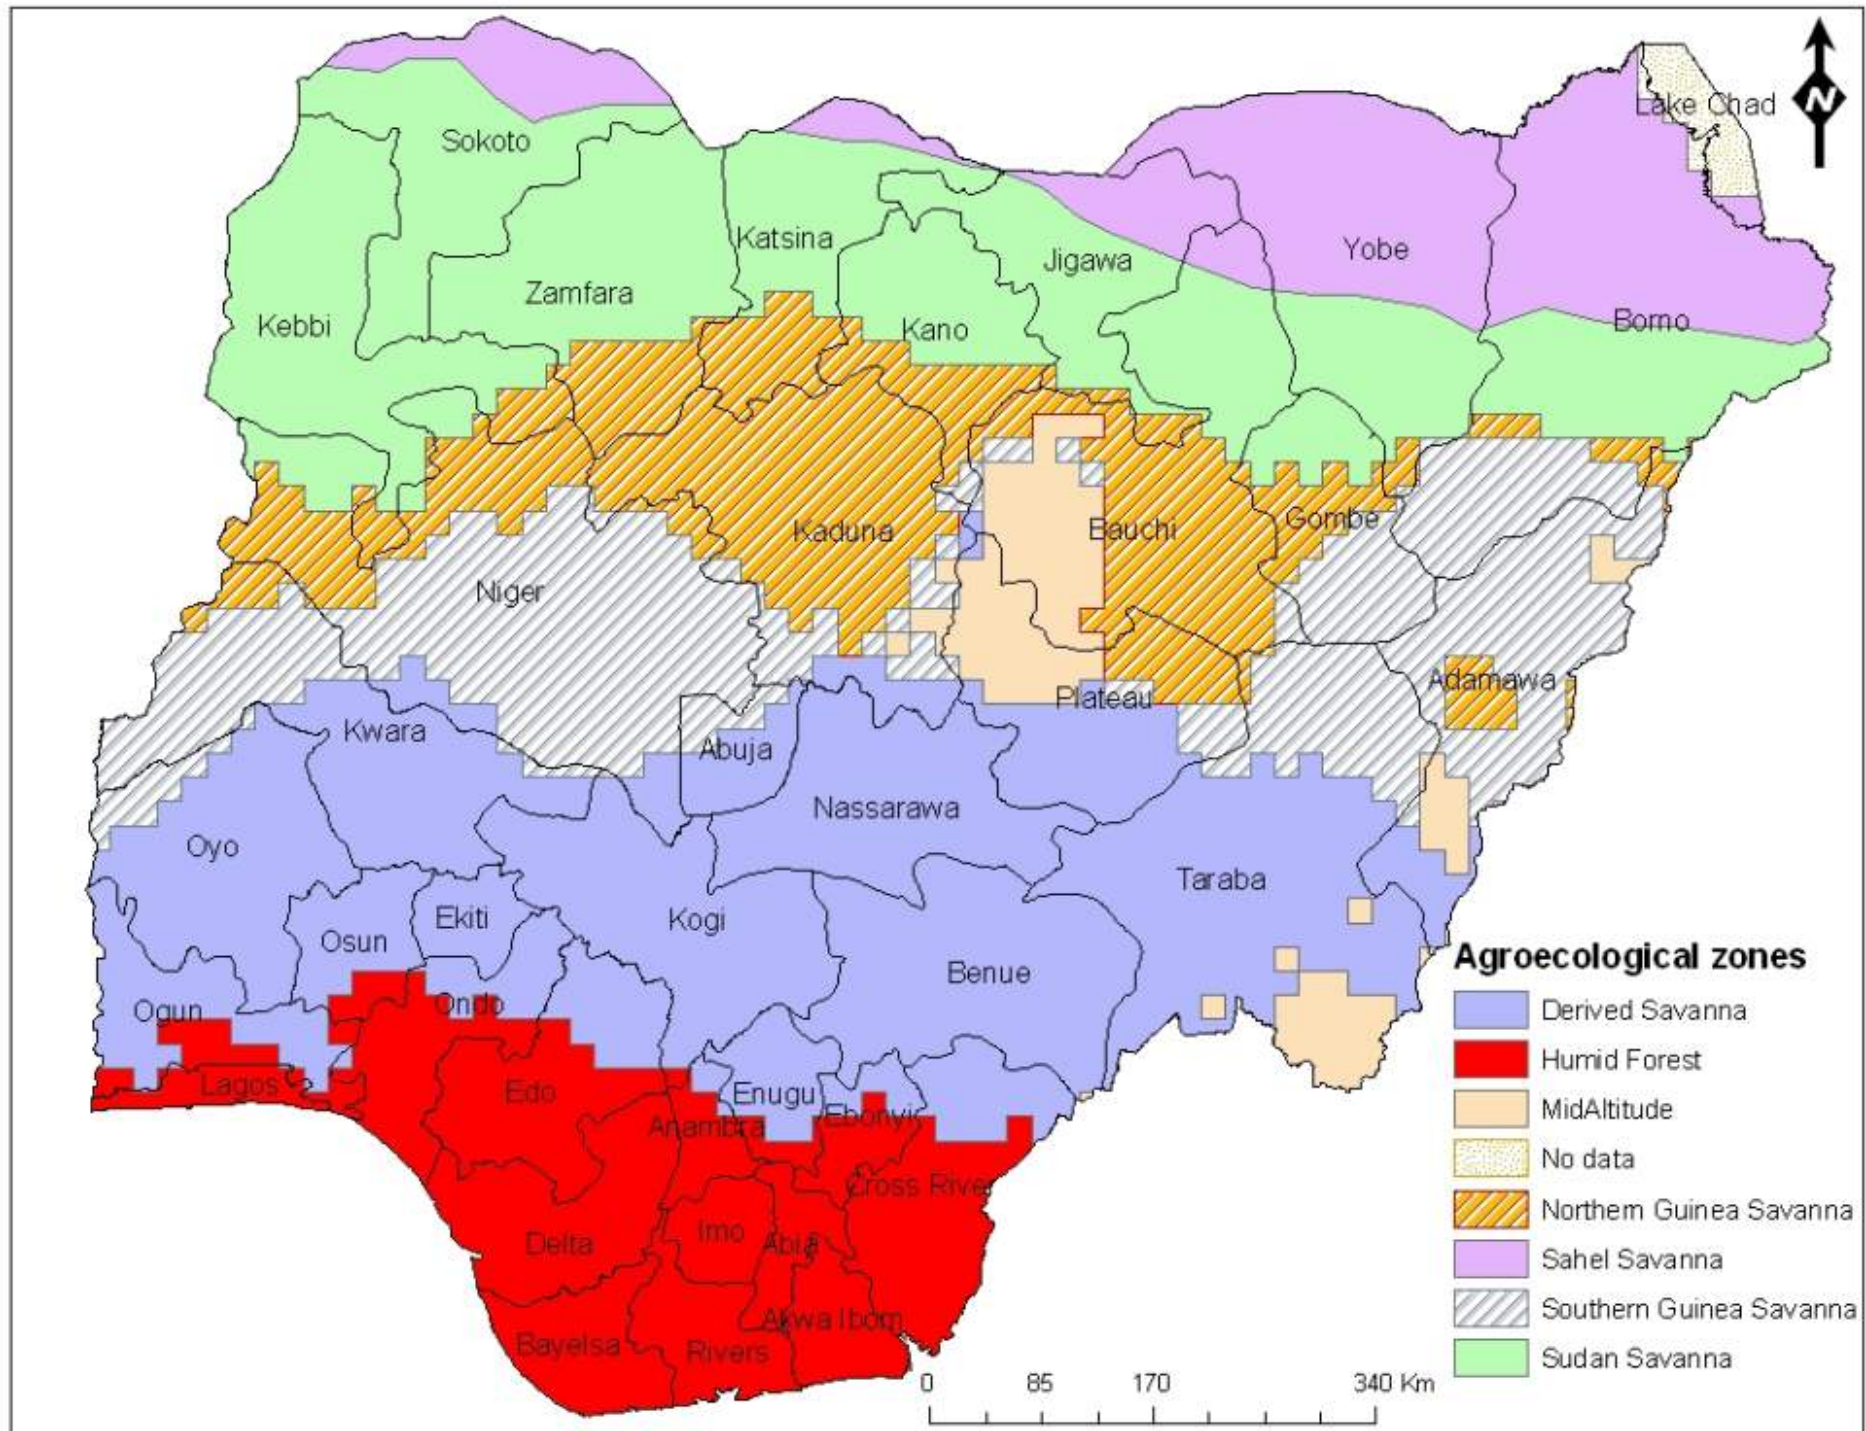 Lake Chad
N
Sokoto
Katsina
Yobe
Jigawa
Zamfara
Kebbi
Kano
Borno
Kaduna
Bauchi
Gombe
Niger
Adamawa
Plateau
Kwara
Abuja
Nassarawa
Oyo
Taraba
Ekiti
Kogi
Osun
Benue
Ogun
Ondo
Lagos
Edo
Enugu
Ebonyi
Anambra
Cross River
Delta
Imo
Abia
Akwa Ibom
Bayelsa
Rivers
Agroecological zones
Derived Savanna
Humid Forest
MidAltitude
No data
Northern Guinea Savanna
Sahel Savanna
Southern Guinea Savanna
Sudan Savanna
0 85 170 340 Km